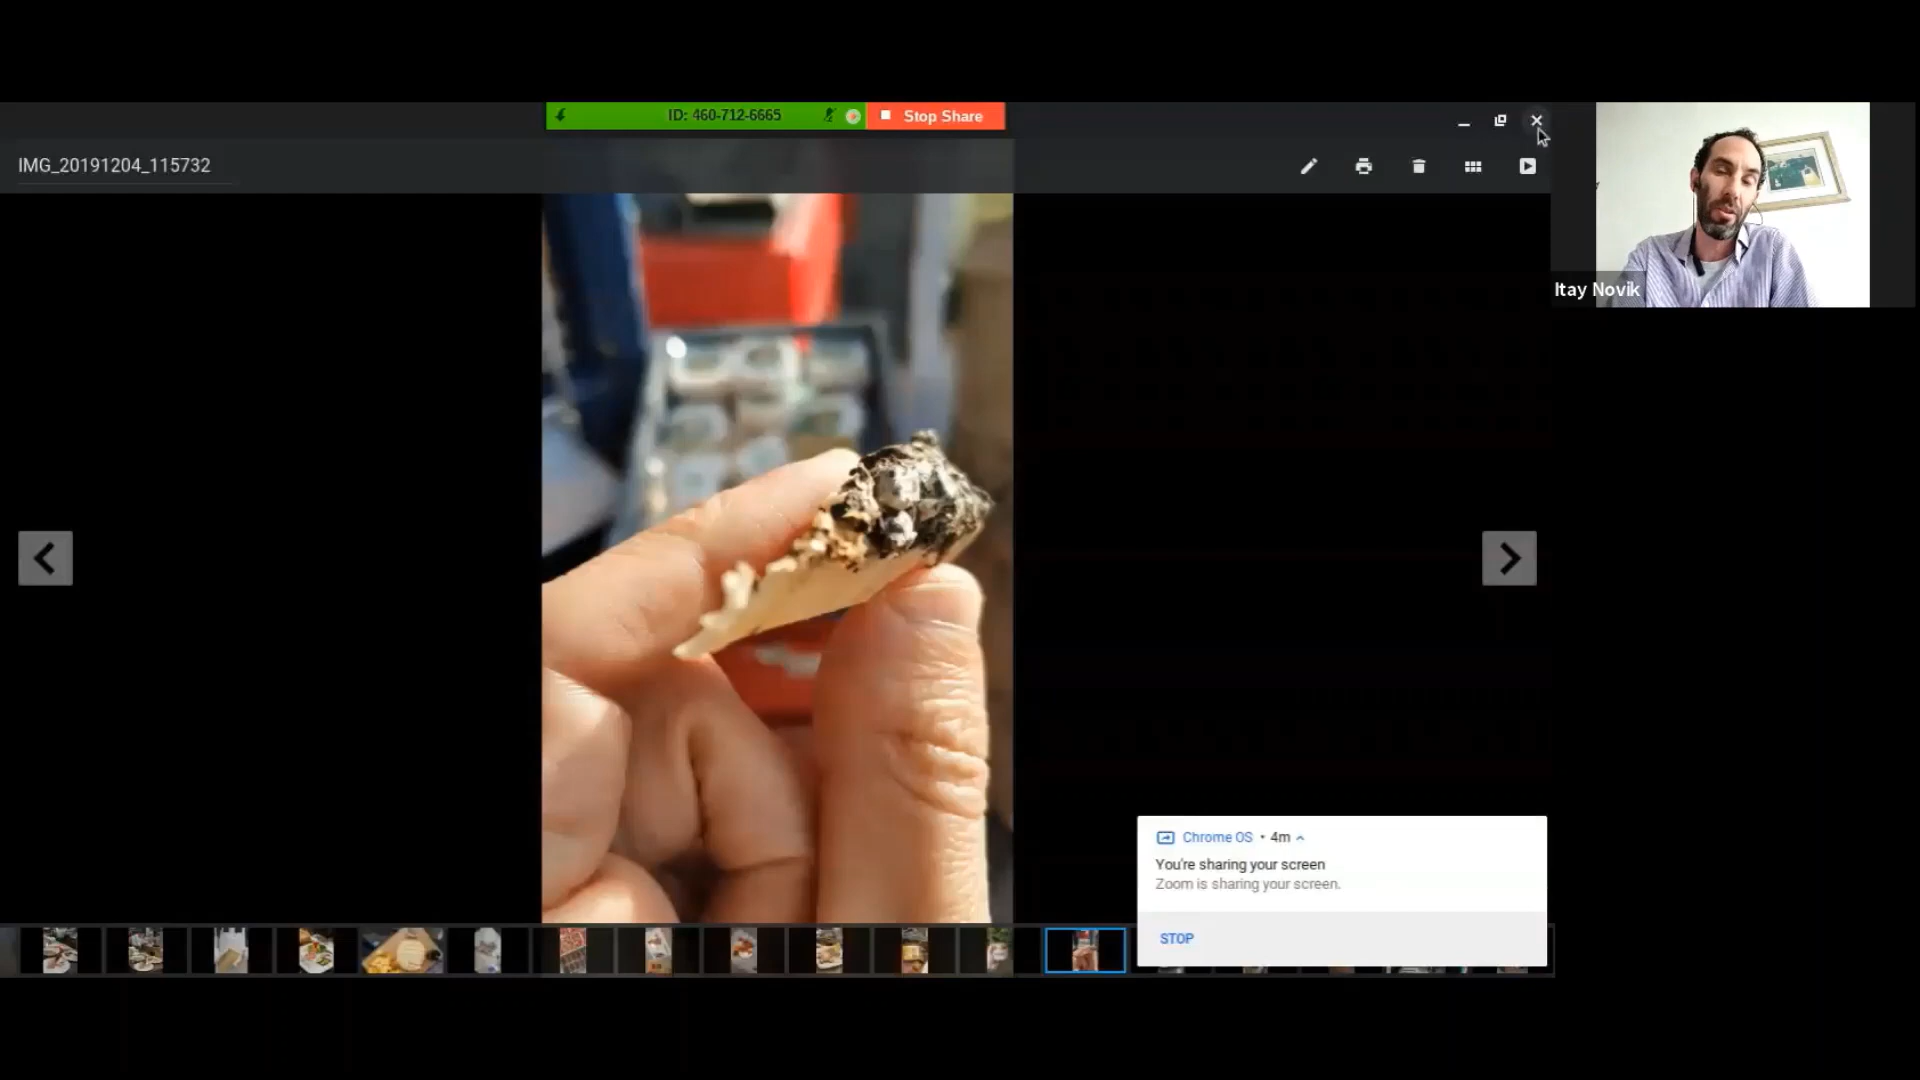 ID: 460-712-6665
Stop Share
IMG_20191204_115732
Itay Novik
Chrome OS • 4m
You're sharing your screen
Zoom is sharing your screen.
STOP